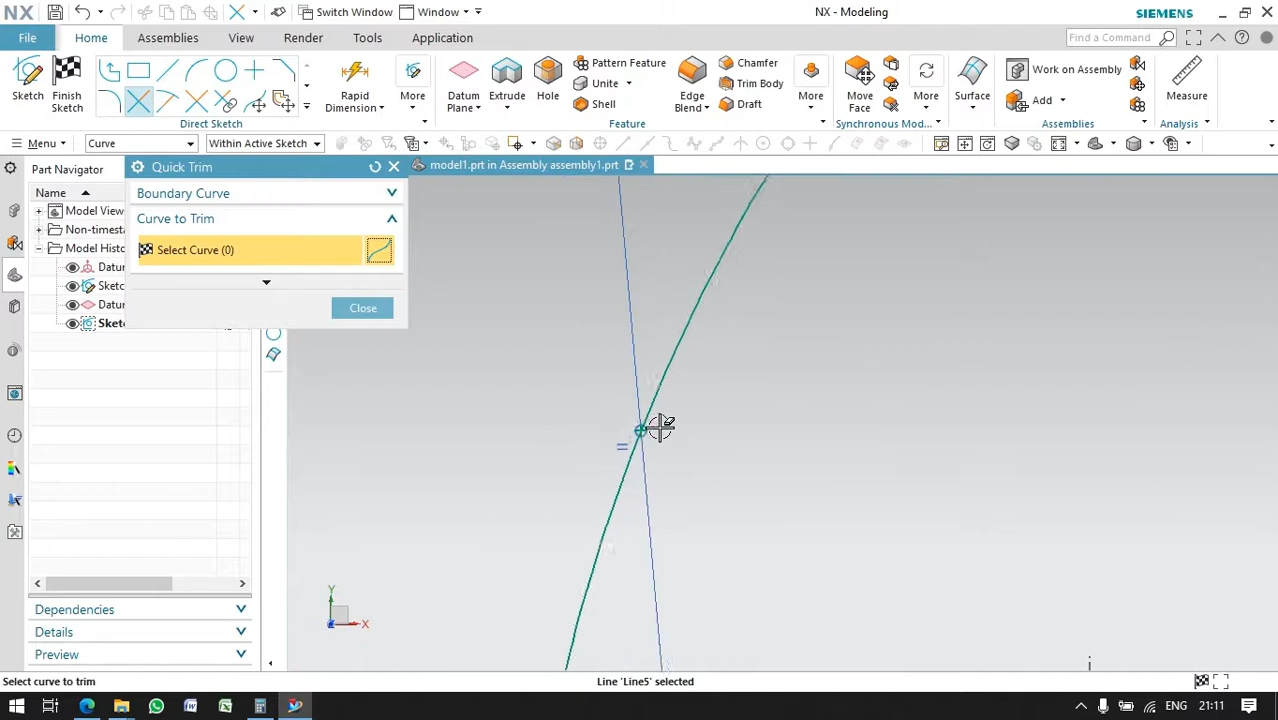 NX
Switch Window
Window
NX - Modeling
SIEMENS
File
Home
Assemblies
View
Render
Tools
Application
Find a Command
Sketch
Finish Sketch
Rapid Dimension
More
Datum Plane
Extrude
Hole
Pattern Feature
Unite
Shell
Edge Blend
Chamfer
Trim Body
Draft
More
Move Face
More
Surface
Work on Assembly
Add
Measure
Direct Sketch
Feature
Synchronous Mod...
Assemblies
Analysis
Menu
Curve
Within Active Sketch
Part Navigator
Quick Trim
model1.prt in Assembly assembly1.prt
Name
Boundary Curve
Model View
Curve to Trim
Non-timesta
Model Histo
Select Curve (0)
Datur
Sketc
Datur
Close
Sketc
Y
X
Dependencies
Details
Preview
Select curve to trim
Line 'Line5' selected
ENG
21:11